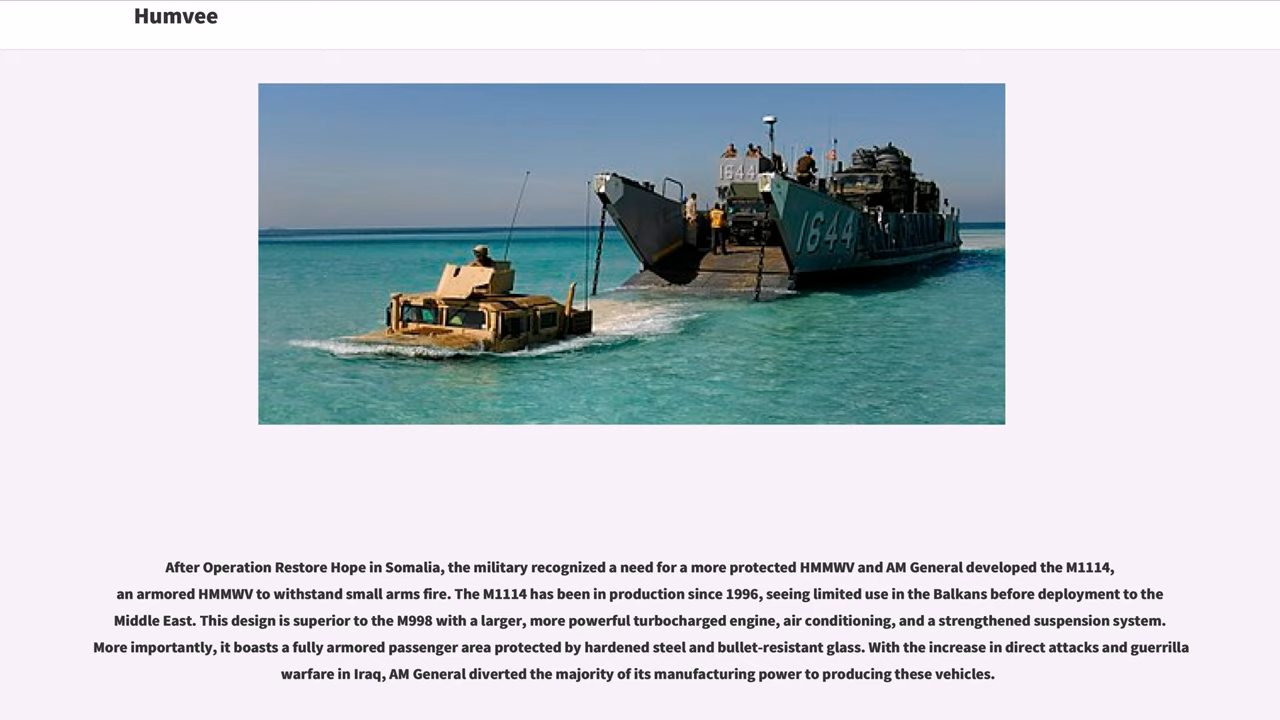 Humvee
1644
1644
After Operation Restore Hope in Somalia, the military recognized a need for a more protected HMMWV and AM General developed the M1114,
an armored HMMWV to withstand small arms fire. The M1114 has been in production since 1996, seeing limited use in the Balkans before deployment to the
Middle East. This design is superior to the M998 with a larger, more powerful turbocharged engine, air conditioning, and a strengthened suspension system.
More importantly, it boasts a fully armored passenger area protected by hardened steel and bullet-resistant glass. With the increase in direct attacks and guerrilla
warfare in Iraq, AM General diverted the majority of its manufacturing power to producing these vehicles.